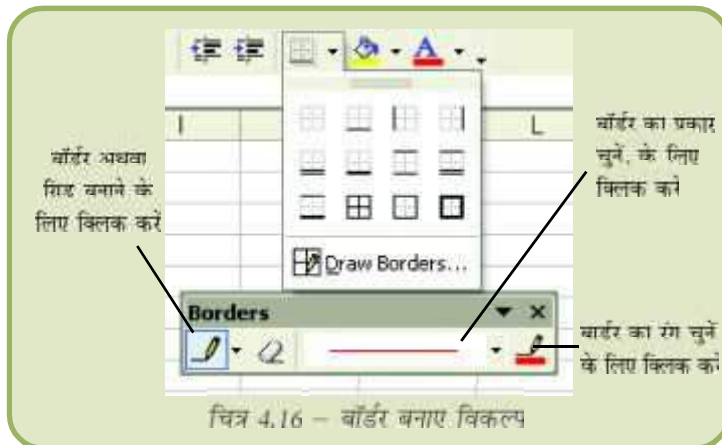 I
L
बॉर्डर अथवा
ग्रिड बनाने के
लिए क्लिक करें
बॉर्डर का प्रकार
चुनें, के लिए
क्लिक करें
Draw Borders...
Borders
बार्डर का रंग चुनें
के लिए क्लिक करें
चित्र 4.16 – बॉर्डर बनाए विकल्प